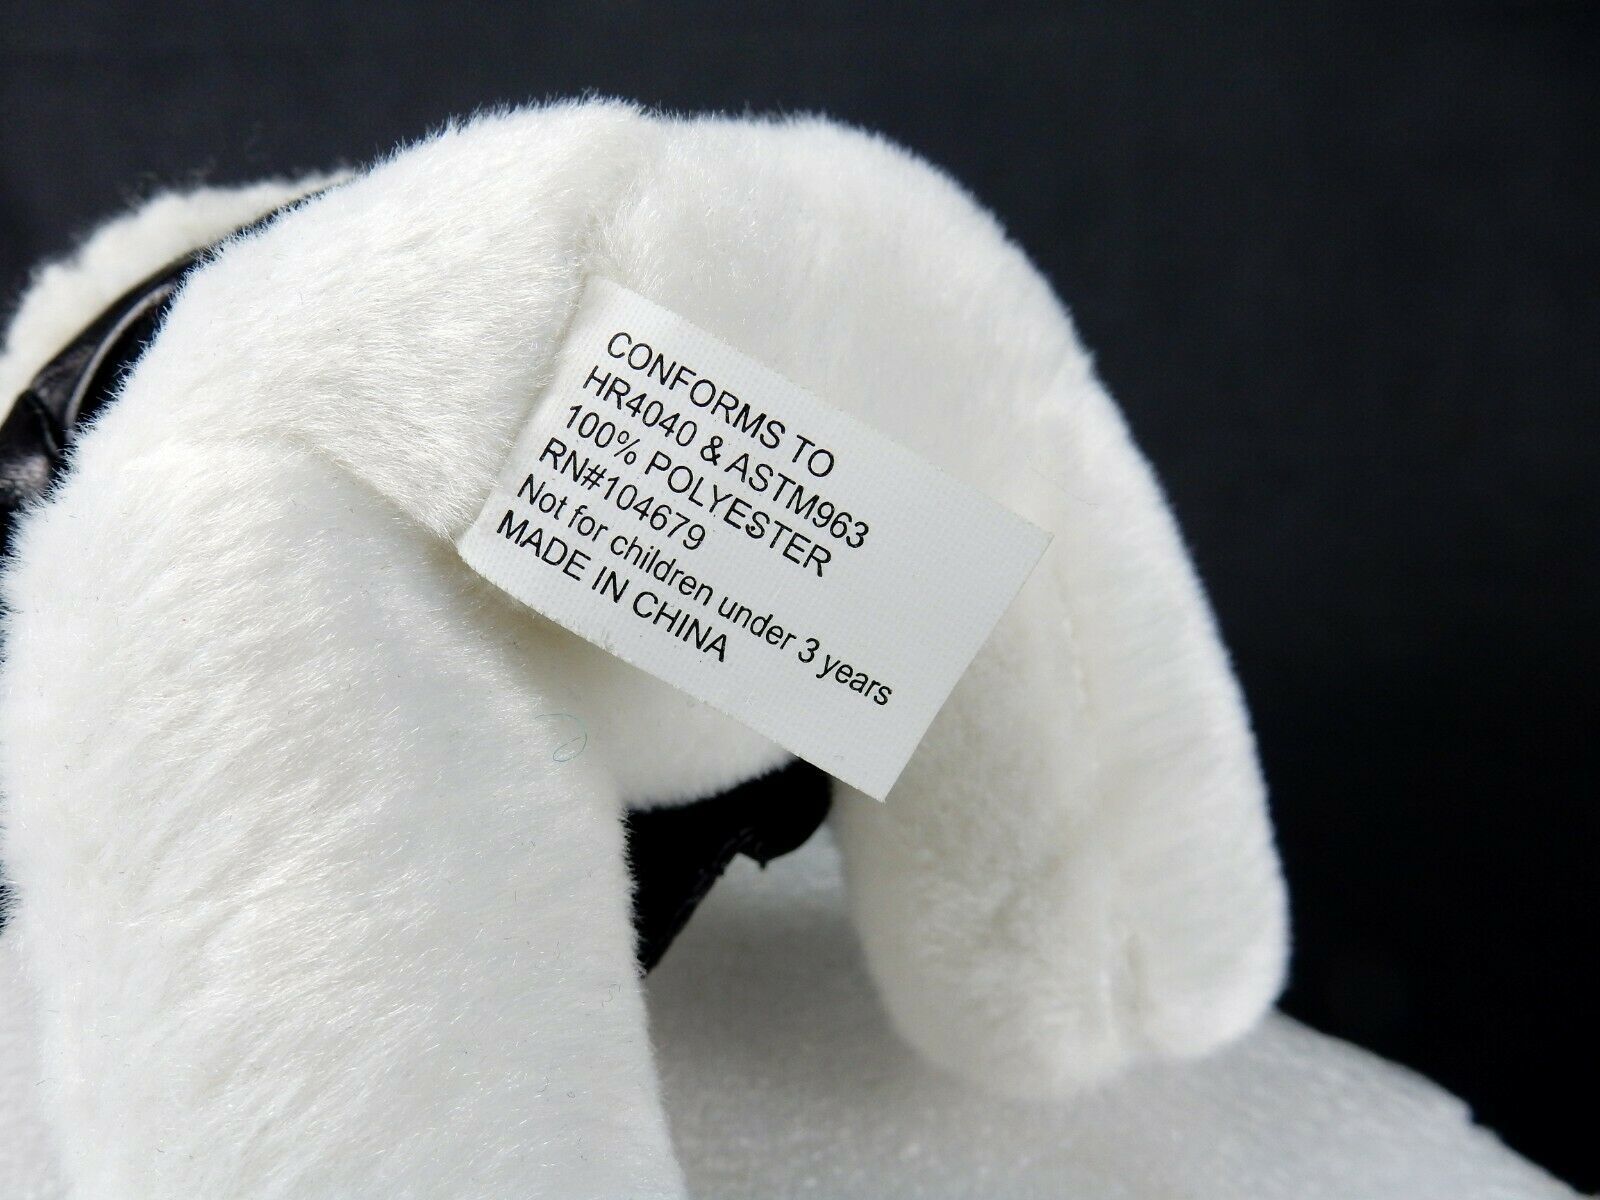 CONFORMS TO
HR4040 & ASTM963
100% POLYESTER
RN#104679
Not for children under 3 years
MADE IN CHINA